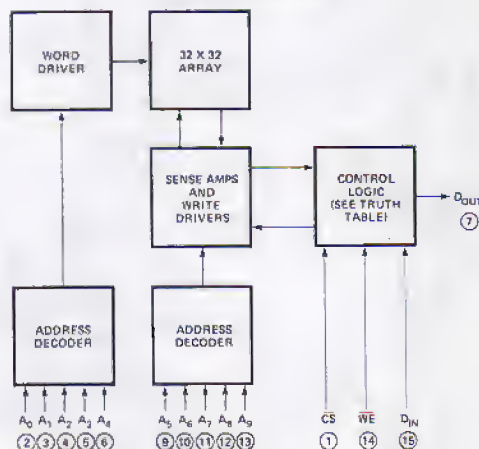 WORD
DRIVER
32 X 32
ARRAY
SENSE AMPS
AND
WRITE
DRIVERS
CONTROL
LOGIC
(SEE TRUTH
TABLE)
DOUT
7
ADDRESS
DECODER
ADDRESS
DECODER
A0 A1 A2 A3 A4
2 3 4 5 6
A5 A6 A7 A8 A9
9 10 11 12 13
C̅S̅ W̅E̅ DIN
1 14 15